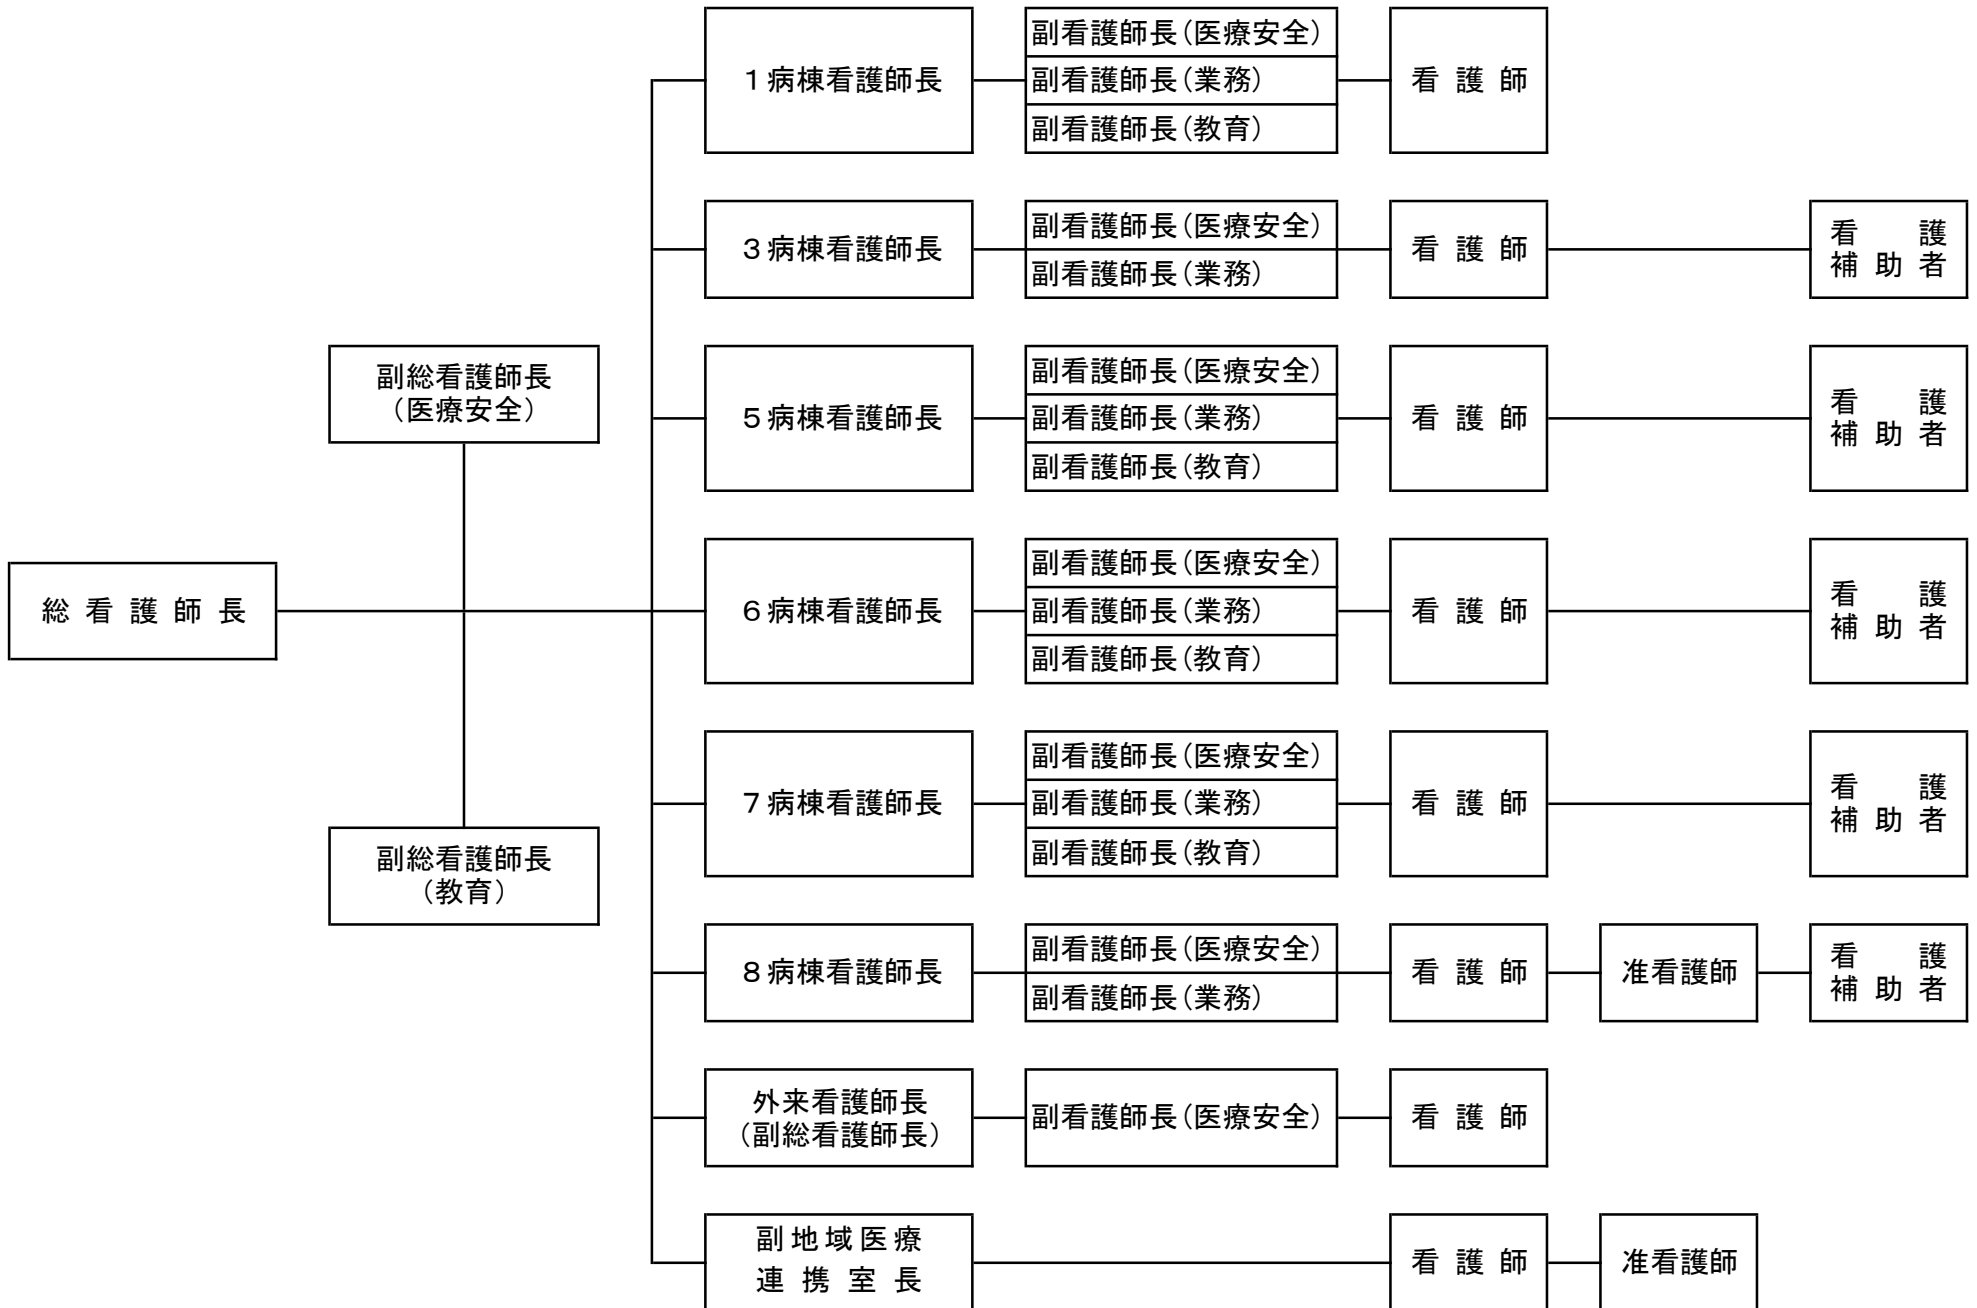 総 看 護 師 長
副総看護師長
（医療安全）
副総看護師長
（教育）
１病棟看護師長
副看護師長（医療安全）
副看護師長（業務）
副看護師長（教育）
看 護 師
３病棟看護師長
副看護師長（医療安全）
副看護師長（業務）
看 護 師
看 護
補 助 者
５病棟看護師長
副看護師長（医療安全）
副看護師長（業務）
副看護師長（教育）
看 護 師
看 護
補 助 者
６病棟看護師長
副看護師長（医療安全）
副看護師長（業務）
副看護師長（教育）
看 護 師
看 護
補 助 者
７病棟看護師長
副看護師長（医療安全）
副看護師長（業務）
副看護師長（教育）
看 護 師
看 護
補 助 者
８病棟看護師長
副看護師長（医療安全）
副看護師長（業務）
看 護 師
准看護師
看 護
補 助 者
外来看護師長
（副総看護師長）
副看護師長（医療安全）
看 護 師
副 地 域 医 療
連 携 室 長
看 護 師
准看護師